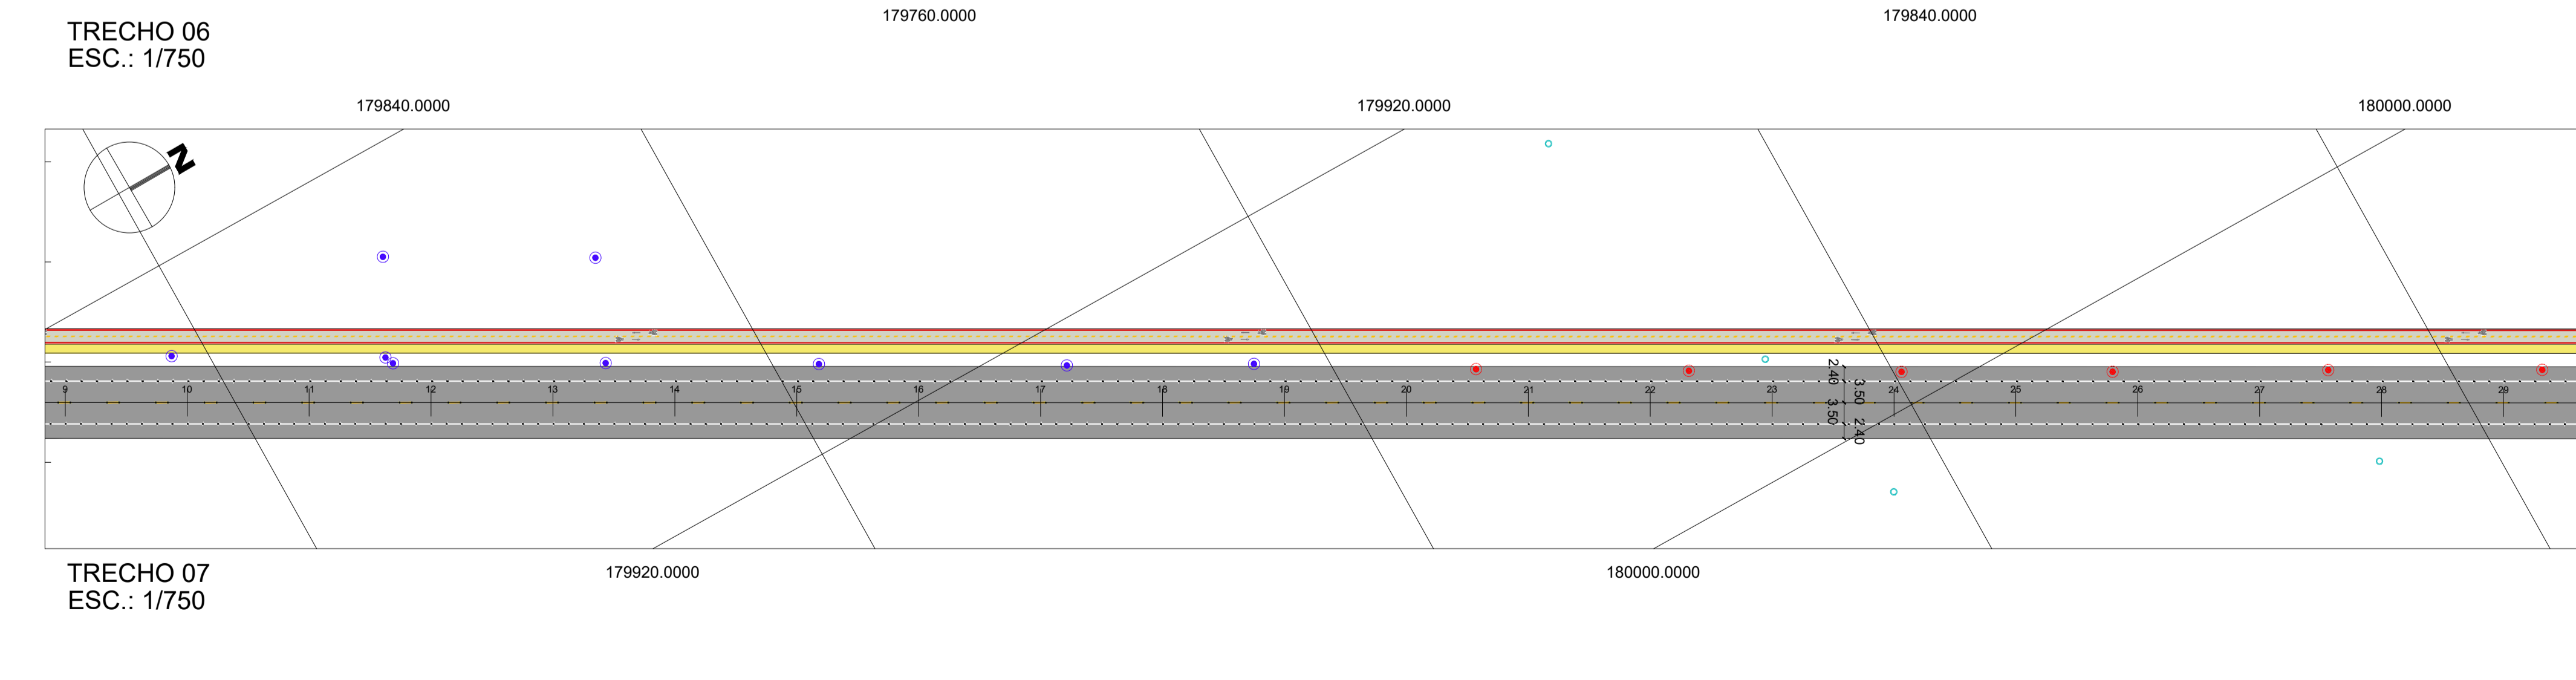 179760.0000 179840.0000
TRECHO 06
ESC.: 1/750
179840.0000 179920.0000 180000.0000
N
2.40 3.50
9 10 11 12 13 14 15 16 17 18 19 20 21 22 23 24 25 26 27 28 29
3.50 2.40
TRECHO 07
ESC.: 1/750
179920.0000 180000.0000